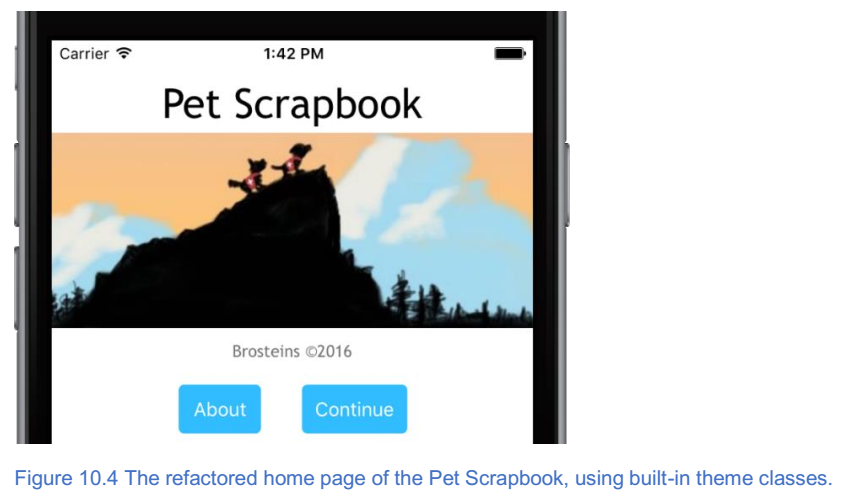 Carrier 1:42 PM
Pet Scrapbook
Brosteins ©2016
About Continue
Figure 10.4 The refactored home page of the Pet Scrapbook, using built-in theme classes.